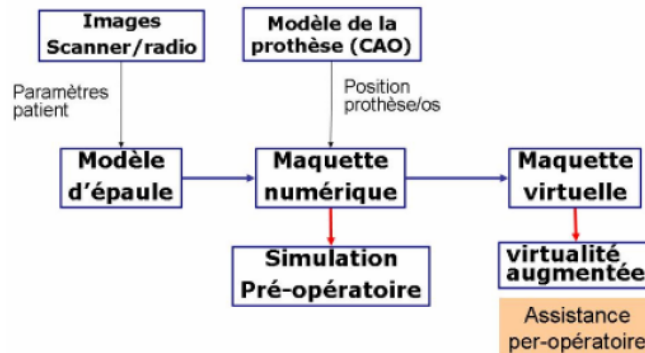 Images
Scanner/radio
Modèle de la
prothèse (CAO)
Paramètres
patient
Position
prothèse/os
Modèle
d'épaule
Maquette
numérique
Maquette
virtuelle
Simulation
Pré-opératoire
virtualité
augmentée
Assistance
per-opératoire